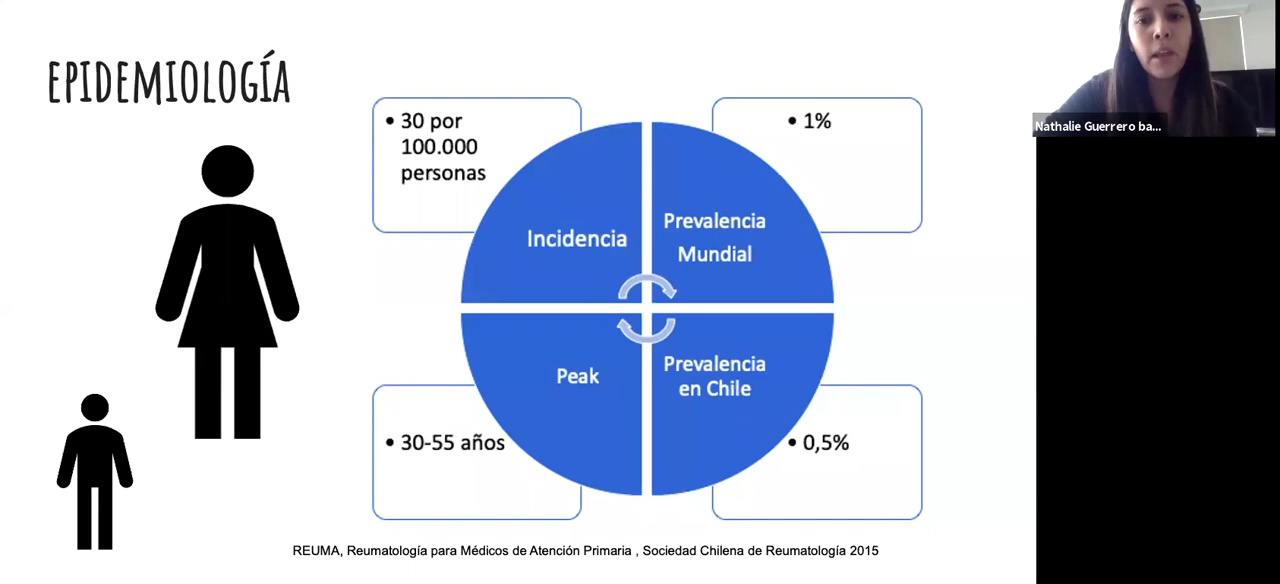 EPIDEMIOLOGÍA
• 30 por
100.000
personas
• 1%
Incidencia
Prevalencia
Mundial
Peak
Prevalencia
en Chile
• 30-55 años
• 0,5%
REUMA, Reumatología para Médicos de Atención Primaria , Sociedad Chilena de Reumatología 2015
Nathalie Guerrero ba...